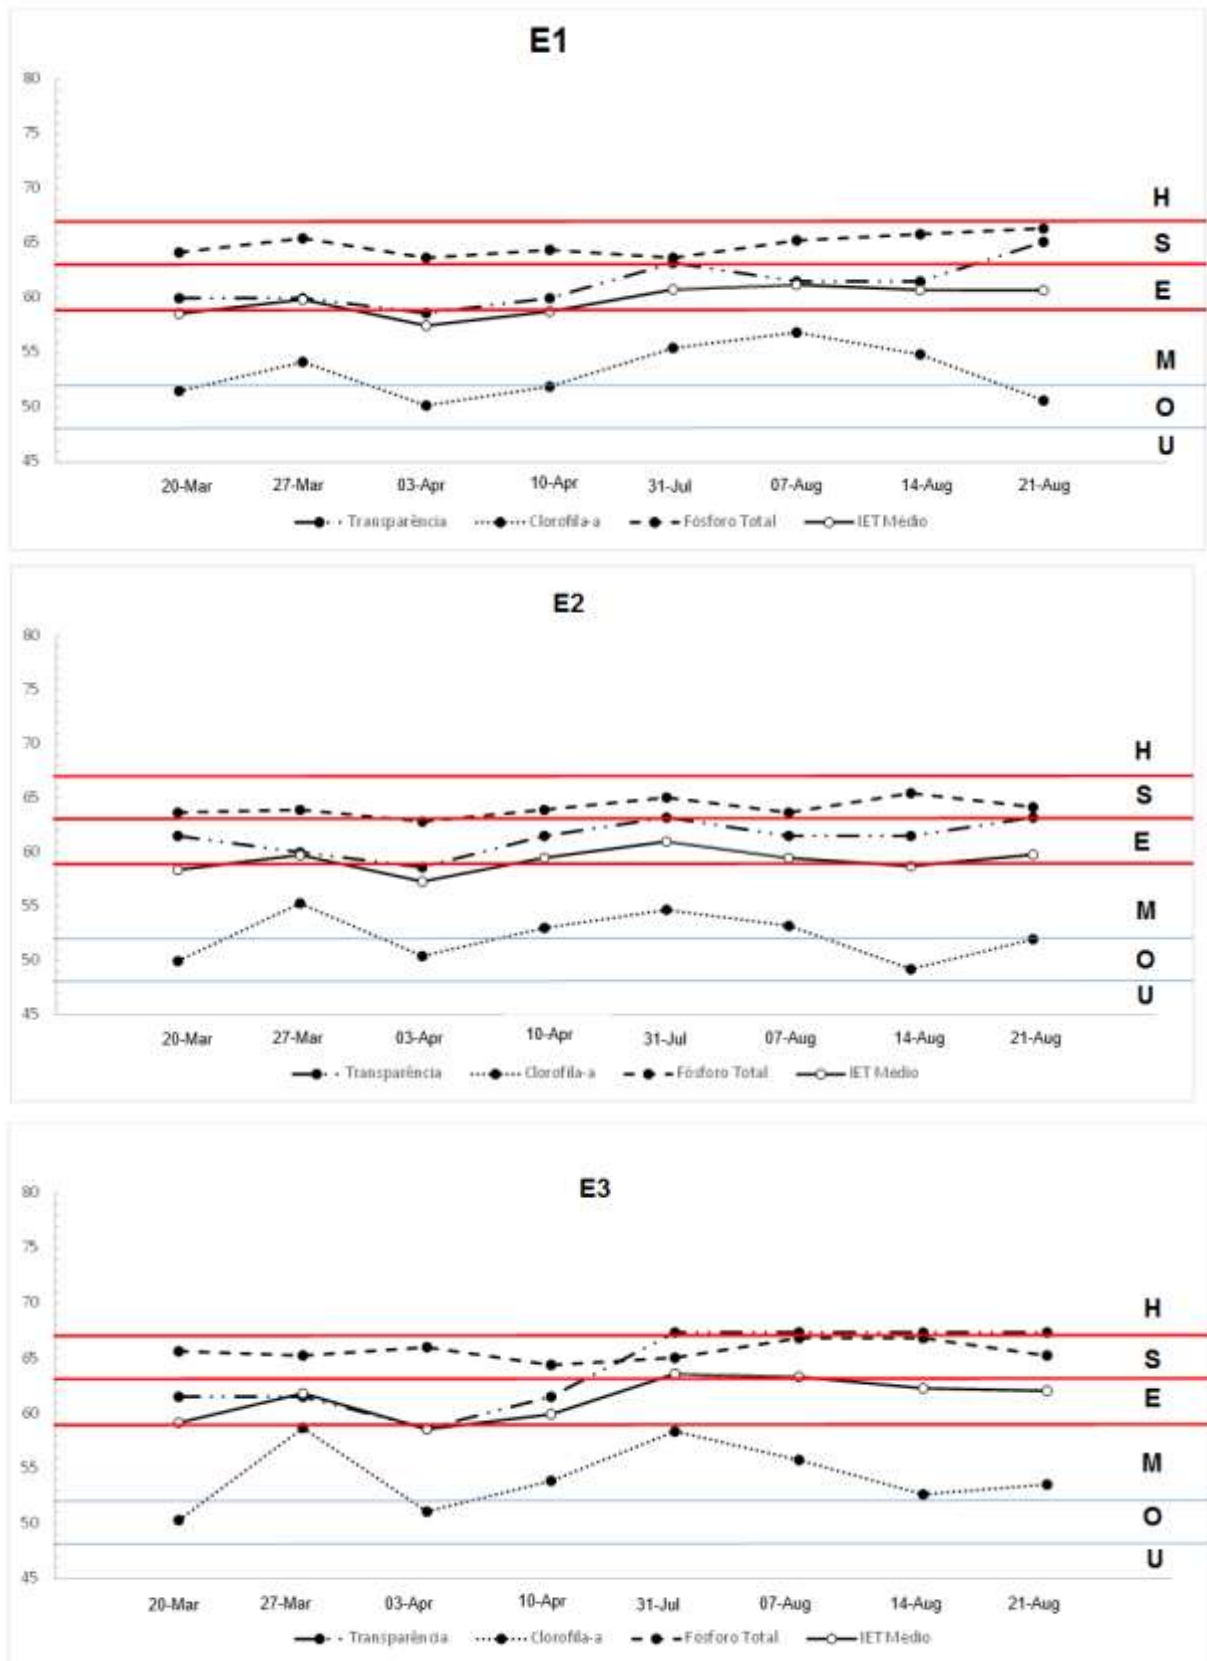 E1
80
75
70
H
65
S
60
E
55
M
50
O
45
U
20-Mar 27-Mar 03-Apr 10-Apr 31-Jul 07-Aug 14-Aug 21-Aug
Transparência Clorofila-a Fósforo Total IET Médio
E2
80
75
70
H
65
S
60
E
55
M
50
O
45
U
20-Mar 27-Mar 03-Apr 10-Apr 31-Jul 07-Aug 14-Aug 21-Aug
Transparência Clorofila-a Fósforo Total IET Médio
E3
80
75
70
H
65
S
60
E
55
M
50
O
45
U
20-Mar 27-Mar 03-Apr 10-Apr 31-Jul 07-Aug 14-Aug 21-Aug
Transparência Clorofila-a Fósforo Total IET Médio